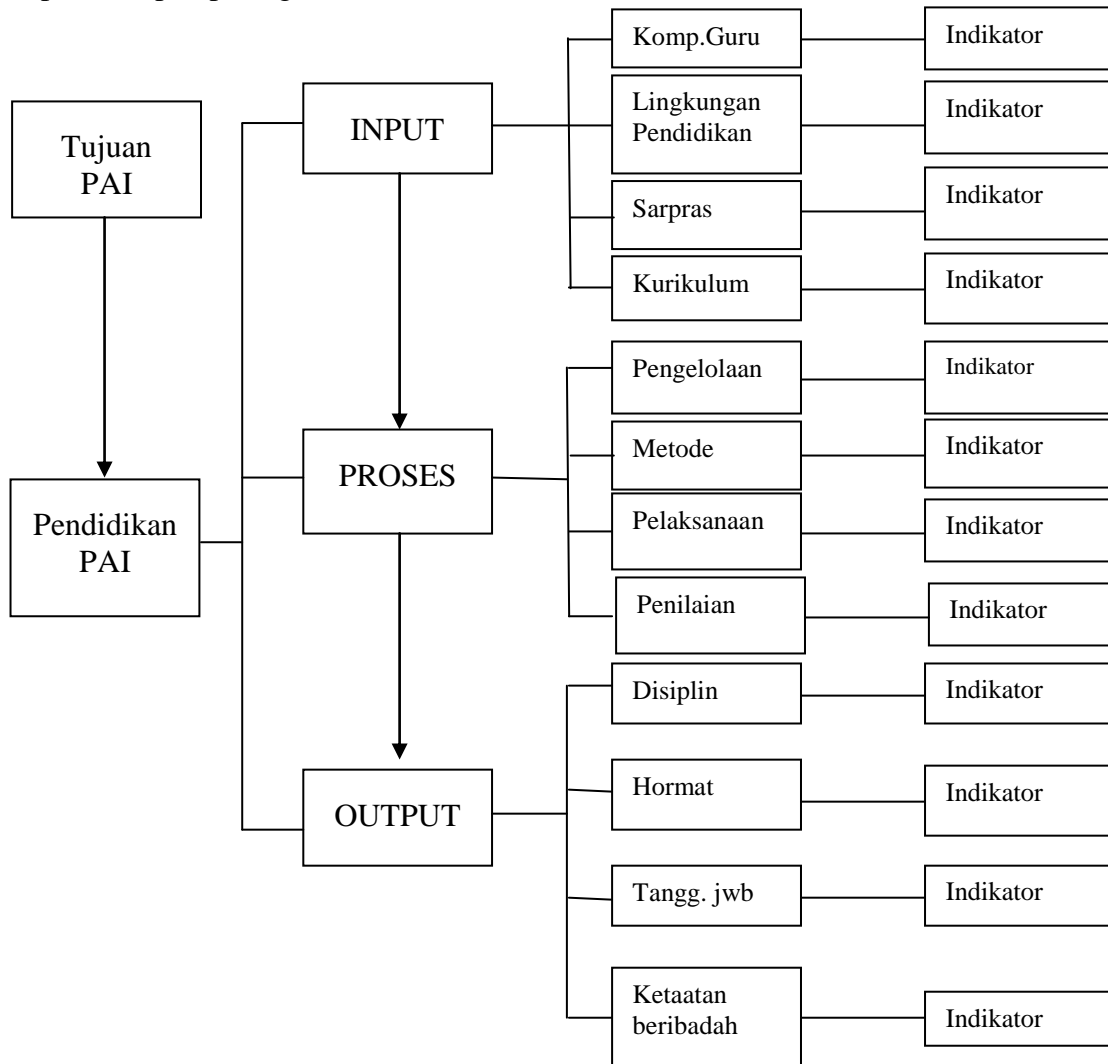 Komp.Guru
Indikator
Tujuan
PAI
INPUT
Lingkungan
Pendidikan
Indikator
Sarpras
Indikator
Kurikulum
Indikator
Pengelolaan
Indikator
PROSES
Metode
Indikator
Pendidikan
PAI
Pelaksanaan
Indikator
Penilaian
Indikator
Disiplin
Indikator
OUTPUT
Hormat
Indikator
Tangg. jwb
Indikator
Ketaatan
beribadah
Indikator